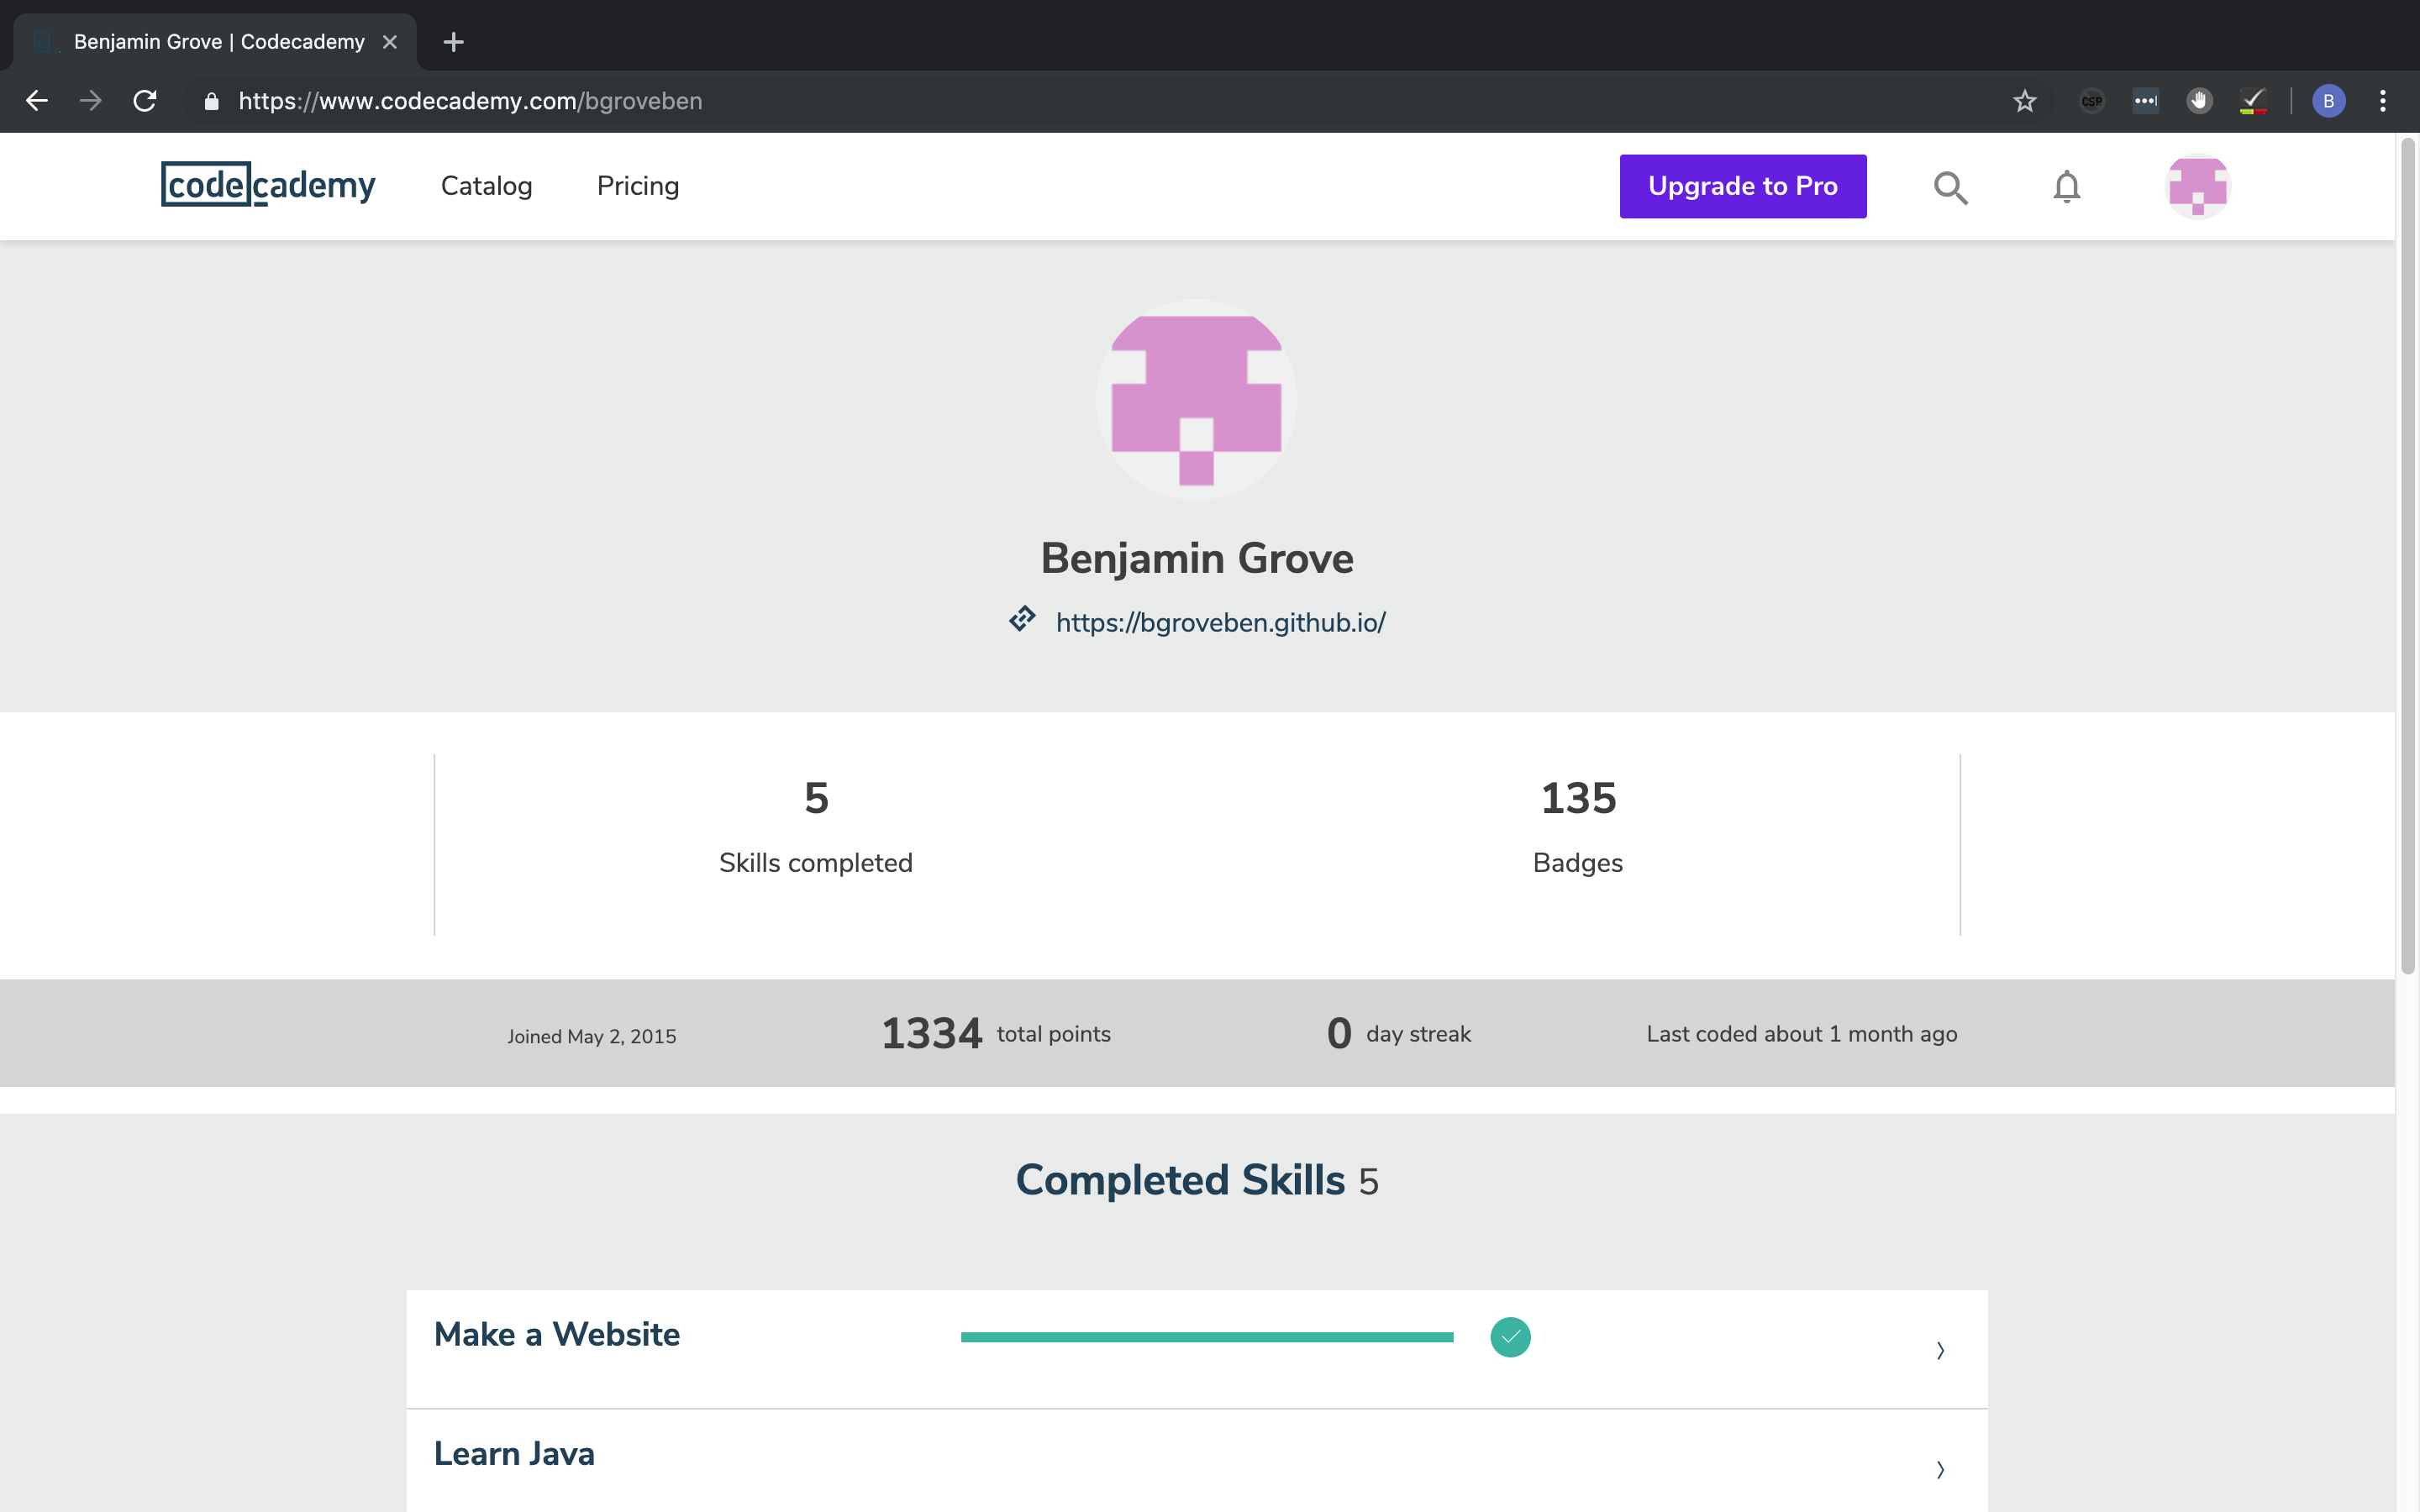 Benjamin Grove | Codecademy
https://www.codecademy.com/bgroveben
CSP
B
codecademy Catalog Pricing Upgrade to Pro
Benjamin Grove
https://bgroveben.github.io/
5 135
Skills completed Badges
Joined May 2, 2015 1334 total points 0 day streak Last coded about 1 month ago
Completed Skills 5
Make a Website
Learn Java